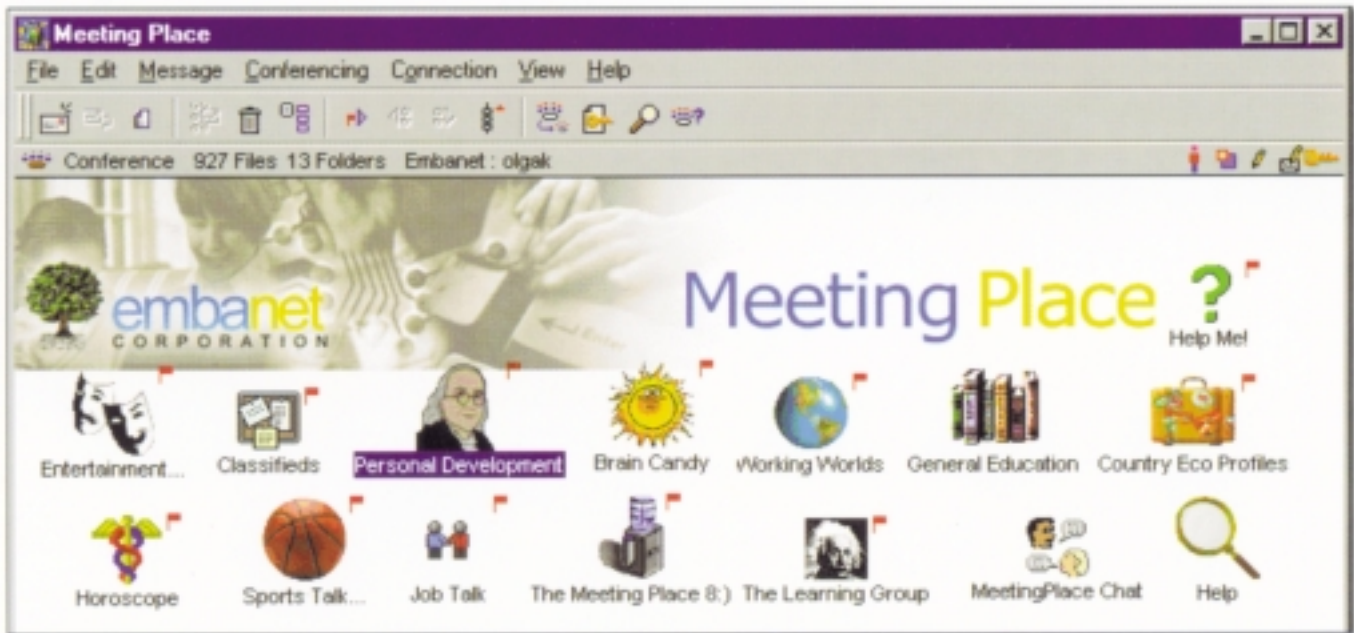 Meeting Place
File Edit Message Conferencing Connection View Help
Conference 927 Files 13 Folders Embanet : olgak
embanet
CORPORATION
Meeting Place
Help Me!
Entertainment... Classifieds Personal Development Brain Candy Working Worlds General Education Country Eco Profiles
Horoscope Sports Talk... Job Talk The Meeting Place 8:) The Learning Group MeetingPlace Chat Help